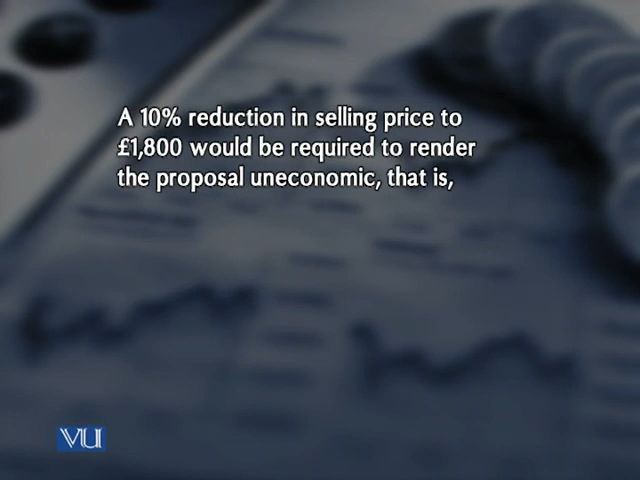 A 10% reduction in selling price to
£1,800 would be required to render
the proposal uneconomic, that is,
VU